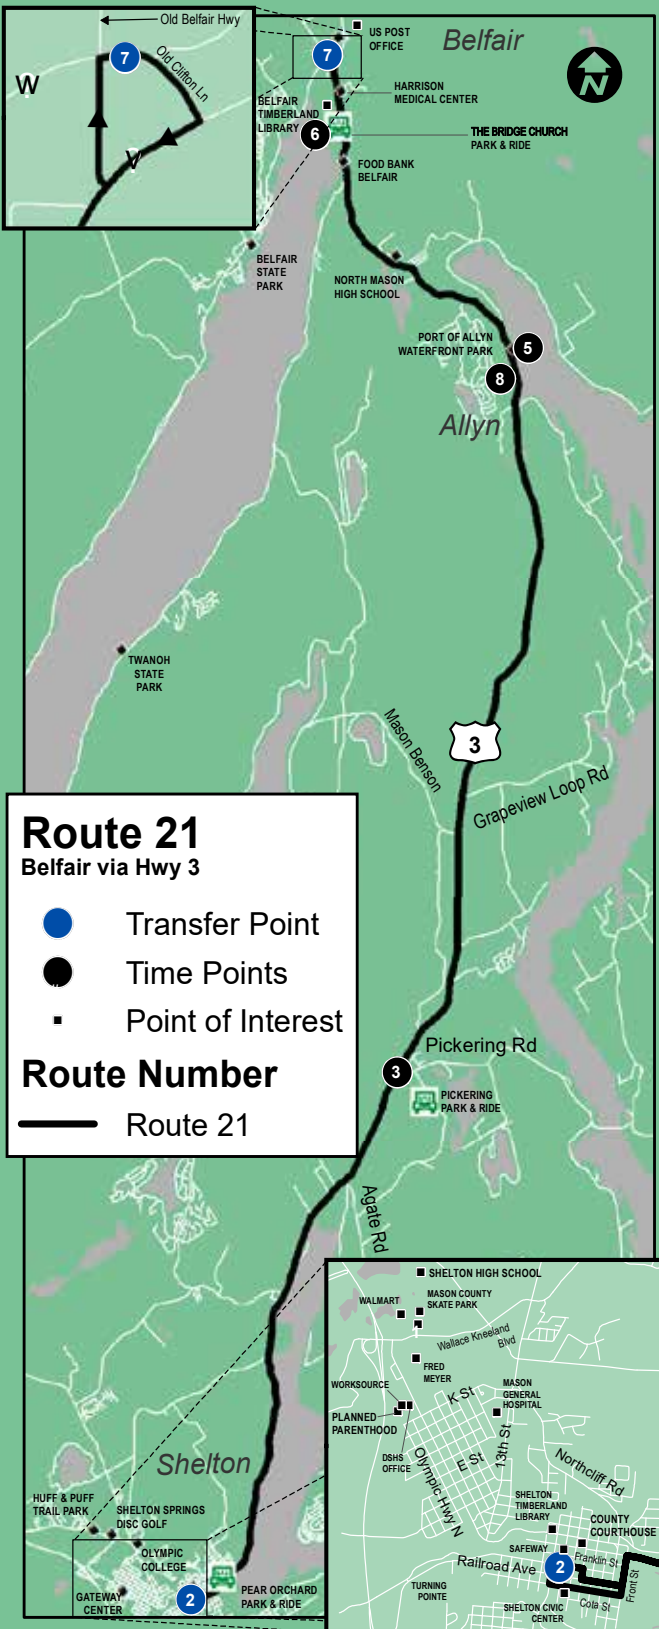 Old Belfair Hwy
7
Old Clifton Ln
W
V
US POST
OFFICE
Belfair
7
N
HARRISON
MEDICAL CENTER
BELFAIR
TIMBERLAND
LIBRARY
6
THE BRIDGE CHURCH
PARK & RIDE
FOOD BANK
BELFAIR
BELFAIR
STATE
PARK
NORTH MASON
HIGH SCHOOL
PORT OF ALLYN
WATERFRONT PARK
5
8
Allyn
TWANOH
STATE
PARK
Mason Benson
3
Grapeview Loop Rd
Route 21
Belfair via Hwy 3
Transfer Point
Time Points
Point of Interest
Route Number
Route 21
Pickering Rd
3
PICKERING
PARK & RIDE
Agate Rd
Shelton
HUFF & PUFF
TRAIL PARK
SHELTON SPRINGS
DISC GOLF
OLYMPIC
COLLEGE
GATEWAY
CENTER
2
PEAR ORCHARD
PARK & RIDE
SHELTON HIGH SCHOOL
WALMART
MASON COUNTY
SKATE PARK
Wallace Kneeland
Blvd
FRED
MEYER
WORKSOURCE
PLANNED
PARENTHOOD
DSHS
OFFICE
K St
MASON
GENERAL
HOSPITAL
13th St
E St
Olympic Hwy N
Northcliff Rd
SHELTON
TIMBERLAND
LIBRARY
COUNTY
COURTHOUSE
SAFEWAY
Franklin St
Railroad Ave
2
Front St
TURNING
POINTE
Cota St
SHELTON CIVIC
CENTER